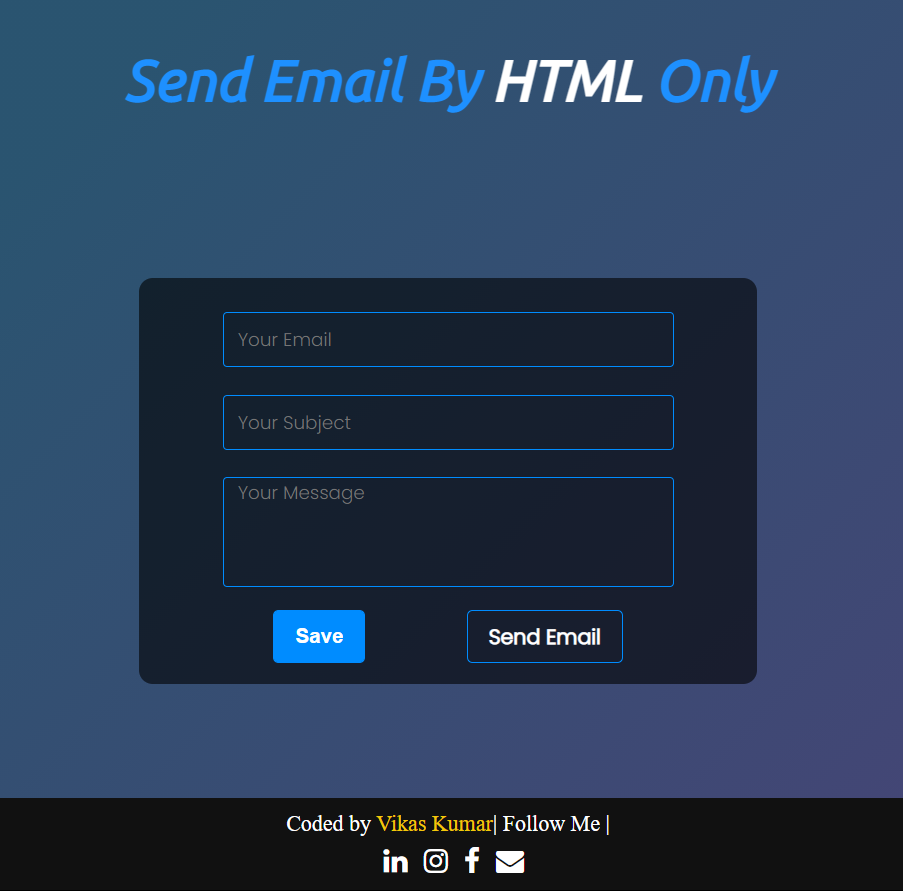 Send Email By HTML Only
Your Email
Your Subject
Your Message
Save
Send Email
Coded by Vikas Kumar| Follow Me |